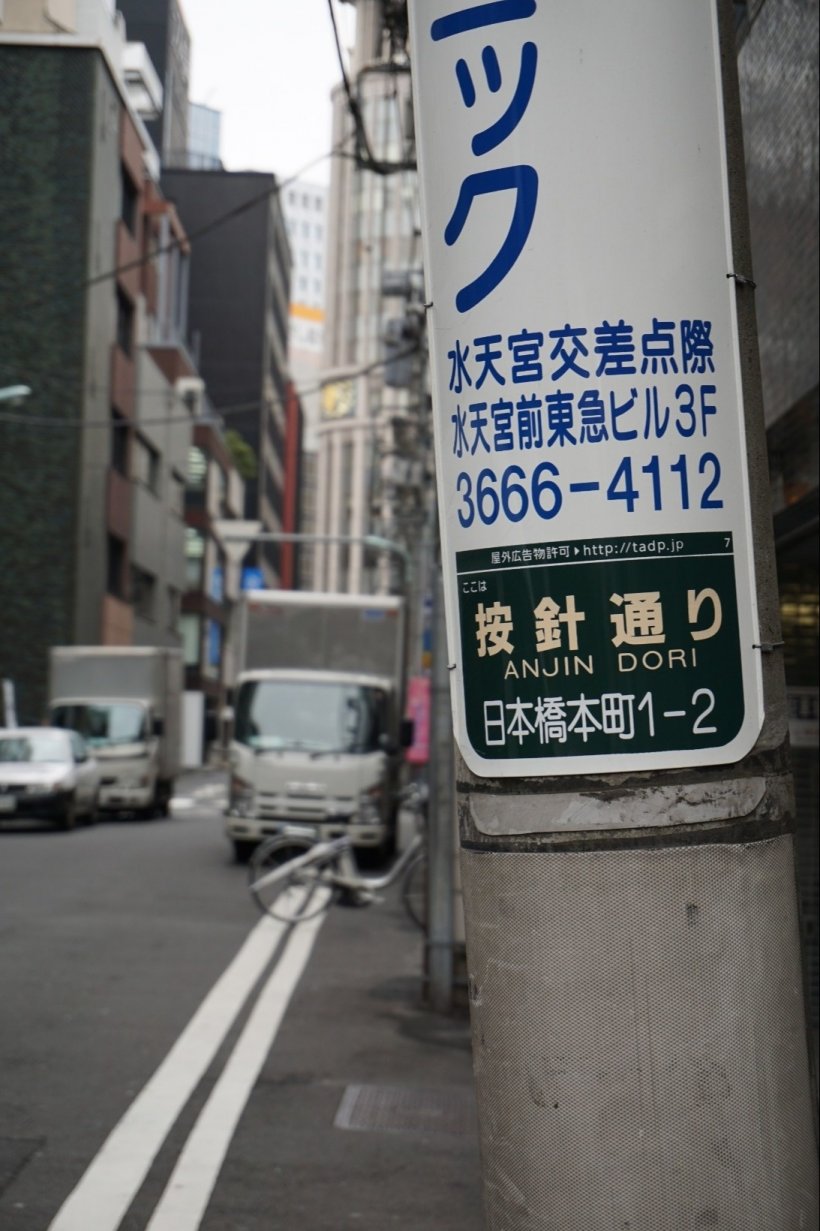 ニック
水天宮交差点際
水天宮前東急ビル3F
3666-4112
屋外広告物許可▶http://tadp.jp 7
ここは
按針通り
ANJIN DORI
日本橋本町1-2